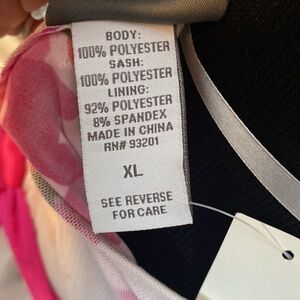 BODY:
100% POLYESTER
SASH:
100% POLYESTER
LINING:
92% POLYESTER
8% SPANDEX
MADE IN CHINA
RN# 93201
XL
SEE REVERSE
FOR CARE